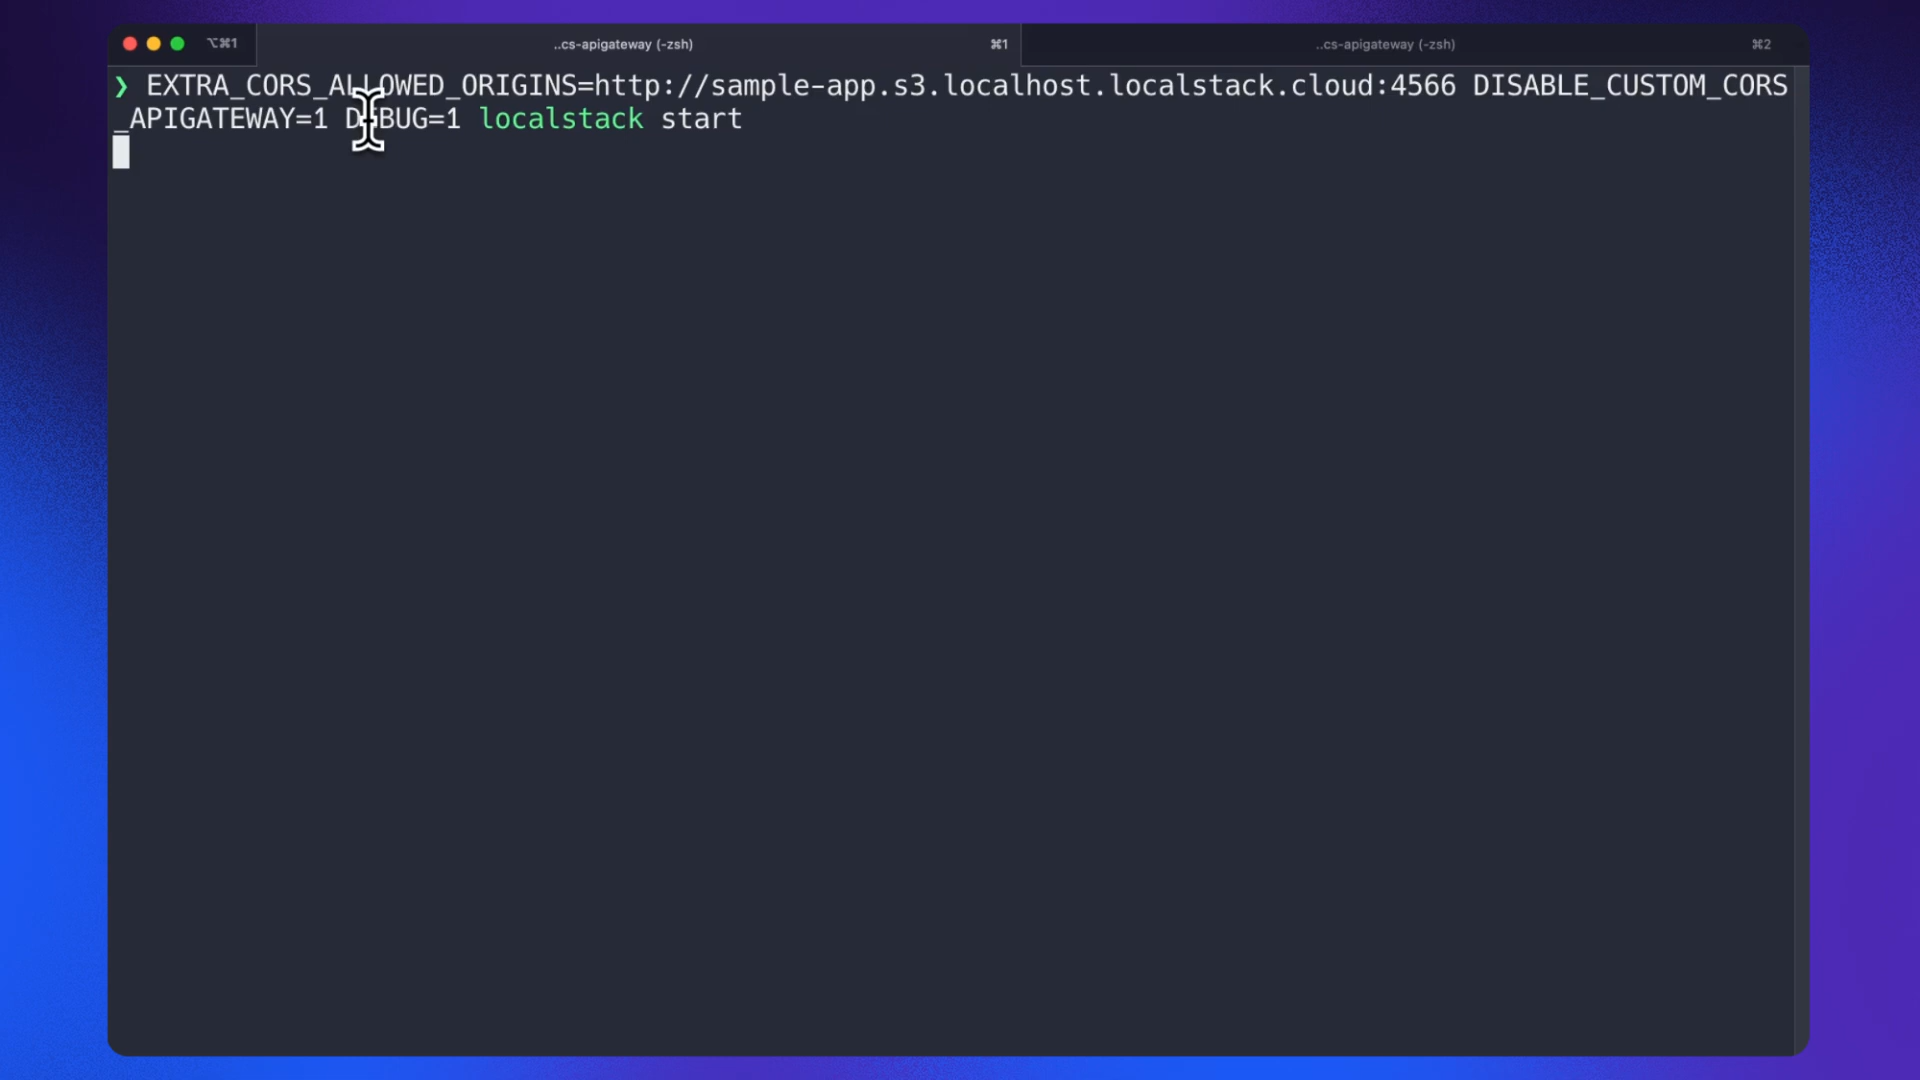 ⌥⌘1
..cs-apigateway (-zsh)
⌘1
..cs-apigateway (-zsh)
⌘2
❯ EXTRA_CORS_ALLOWED_ORIGINS=http://sample-app.s3.localhost.localstack.cloud:4566 DISABLE_CUSTOM_CORS
_APIGATEWAY=1 DEBUG=1 localstack start